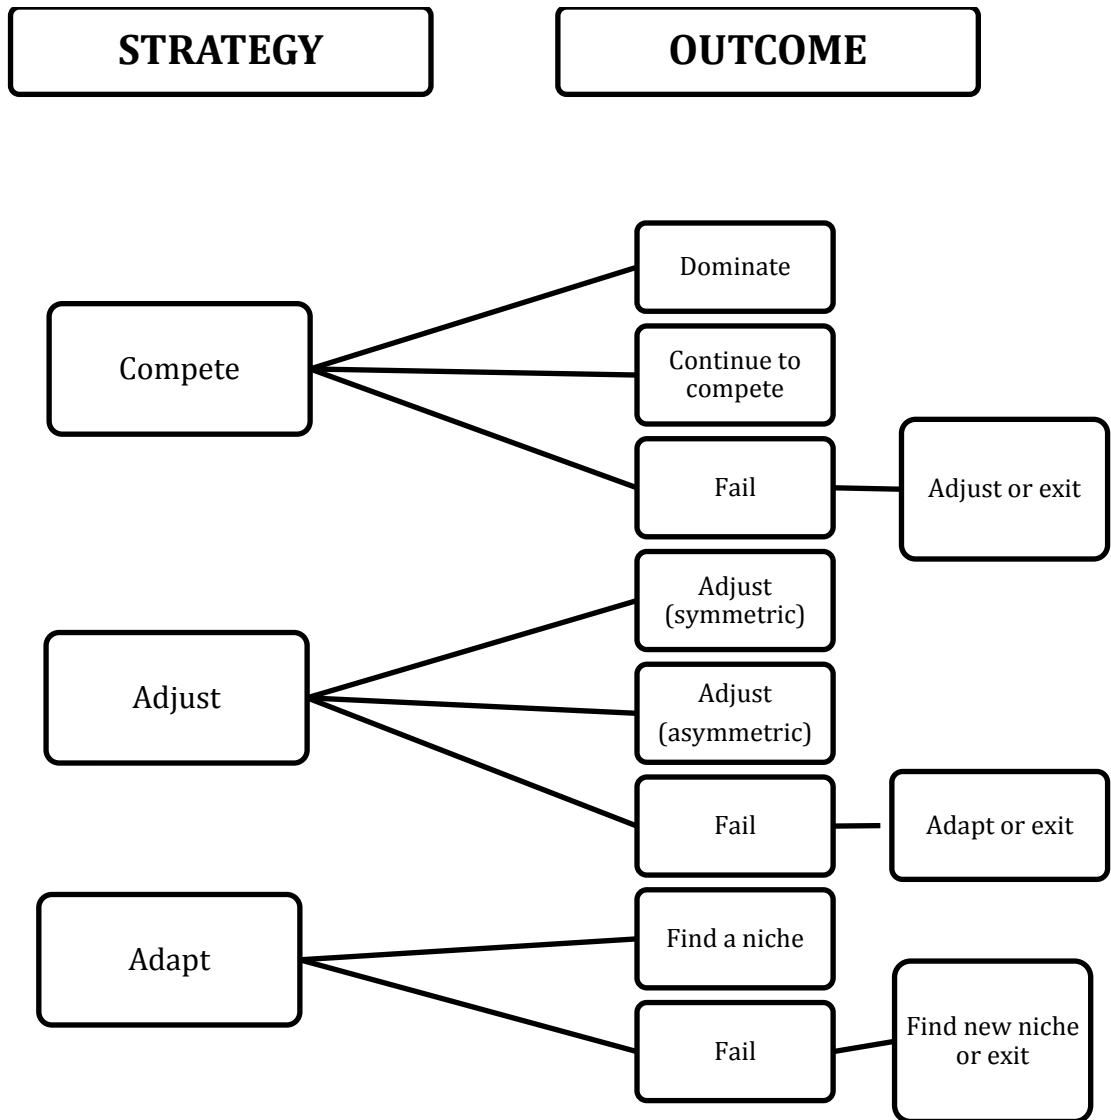 STRATEGY
OUTCOME
Compete
Dominate
Continue to
compete
Fail
Adjust or exit
Adjust
Adjust
(symmetric)
Adjust
(asymmetric)
Fail
Adapt or exit
Adapt
Find a niche
Fail
Find new niche
or exit